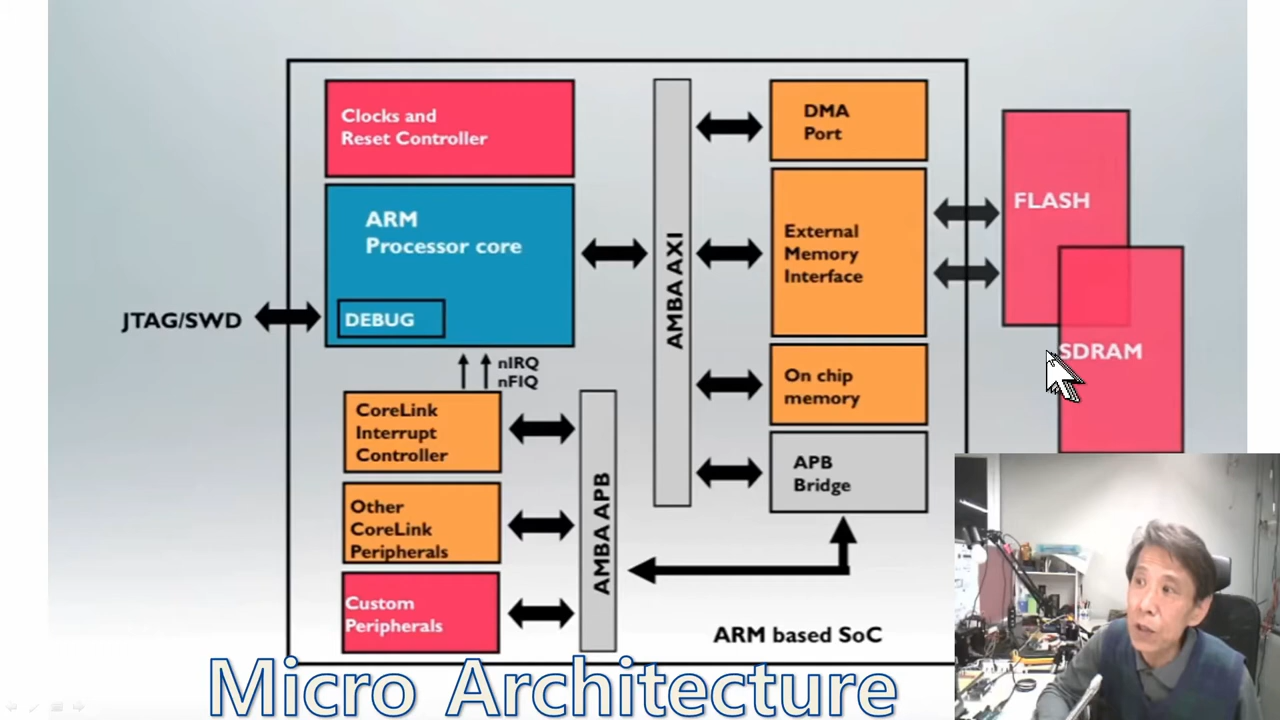 Clocks and
Reset Controller
ARM
Processor core
DEBUG
JTAG/SWD
nIRQ
nFIQ
CoreLink
Interrupt
Controller
Other
CoreLink
Peripherals
Custom
Peripherals
AMBA APB
AMBA AXI
DMA
Port
External
Memory
Interface
On chip
memory
APB
Bridge
FLASH
SDRAM
ARM based SoC
Micro Architecture